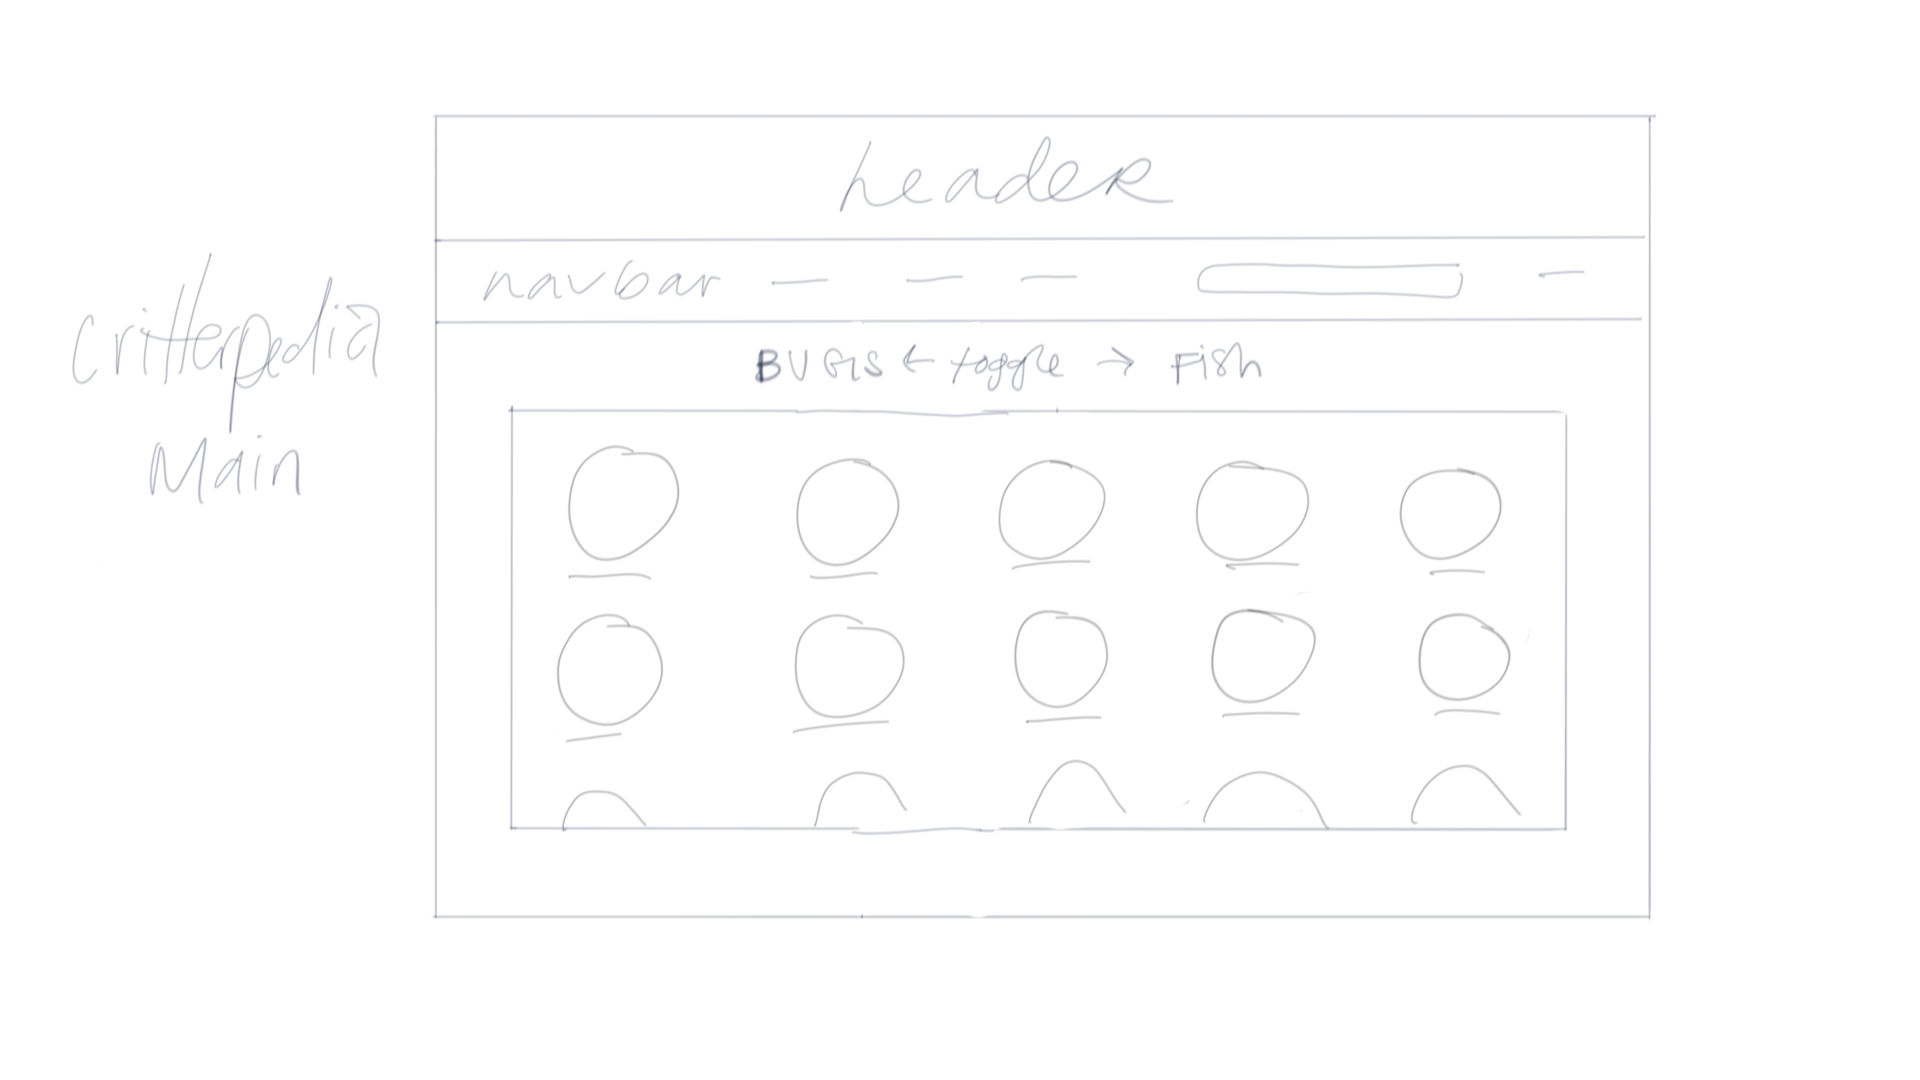 header
navbar
BUGS ← toggle → Fish
critterpedia
Main